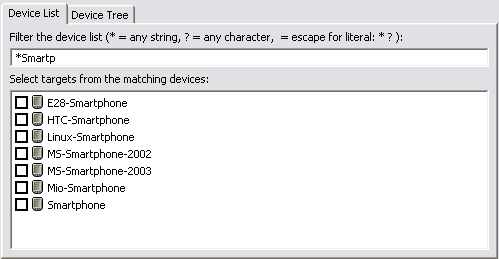 Device List
Device Tree
Filter the device list (* = any string, ? = any character,  = escape for literal: * ? ):
*Smartp
Select targets from the matching devices:
E28-Smartphone
HTC-Smartphone
Linux-Smartphone
MS-Smartphone-2002
MS-Smartphone-2003
Mio-Smartphone
Smartphone